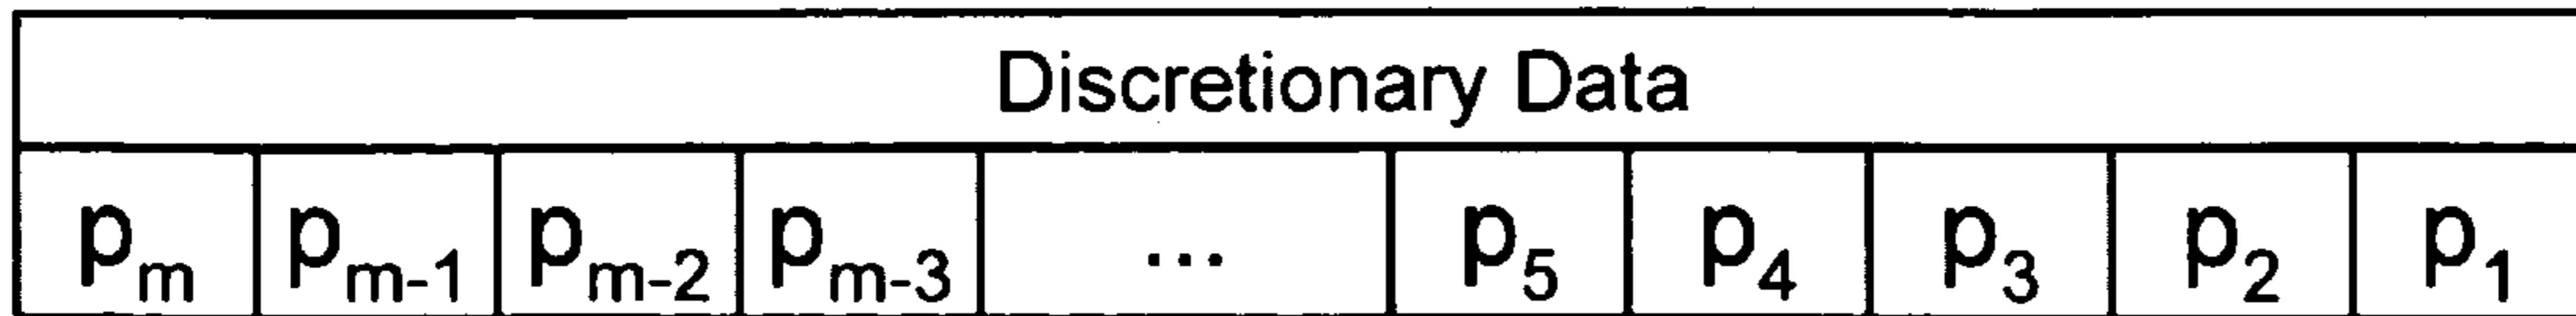 Discretionary Data
pₘ pₘ₋₁ pₘ₋₂ pₘ₋₃ ... p₅ p₄ p₃ p₂ p₁